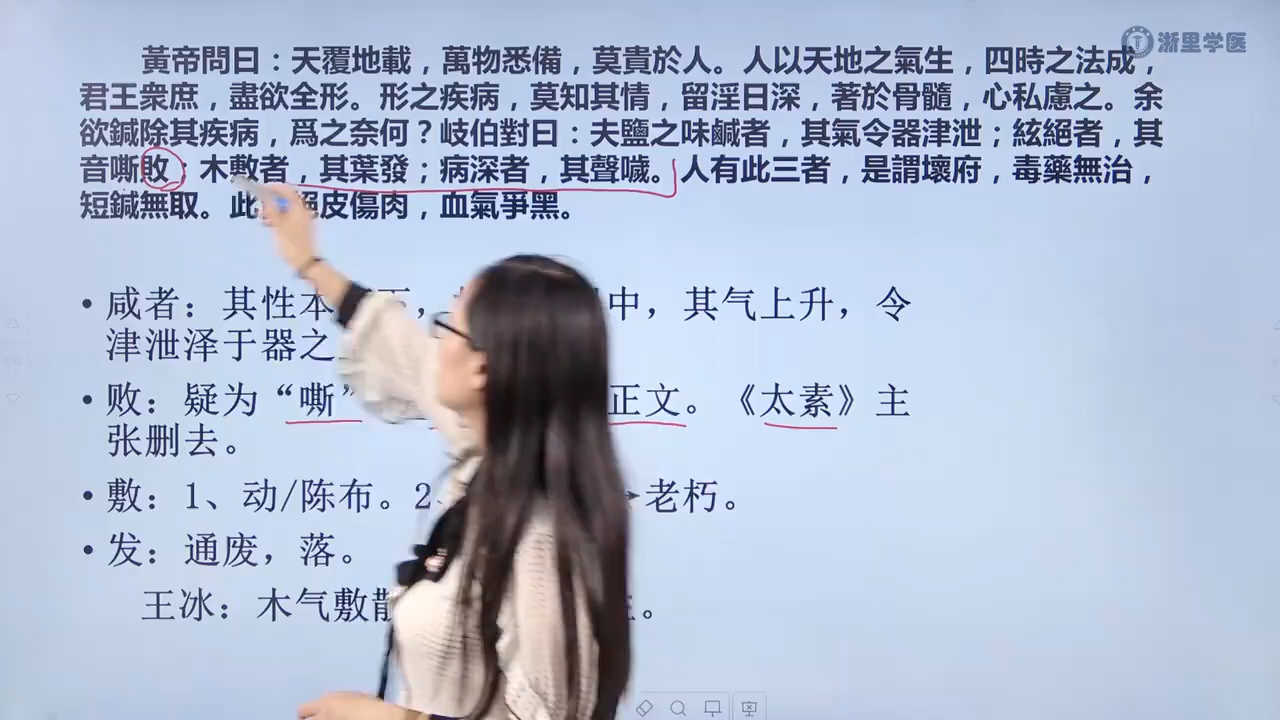 浙里学医
黃帝問曰：天覆地載，萬物悉備，莫貴於人。人以天地之氣生，四時之法成，
君王衆庶，盡欲全形。形之疾病，莫知其情，留淫日深，著於骨髓，心私慮之。余
欲鍼除其疾病，爲之奈何？岐伯對曰：夫鹽之味鹹者，其氣令器津泄；絃絕者，其
音嘶敗；木敷者，其葉發；病深者，其聲噦。人有此三者，是謂壞府，毒藥無治，
短鍼無取。此 皮傷肉，血氣爭黑。
• 咸者：其性本 中，其气上升，令
津泄泽于器之
• 败：疑为“嘶” 正文。《太素》主
张删去。
• 敷：1、动/陈布。2 老朽。
• 发：通废，落。
王冰：木气敷散 。